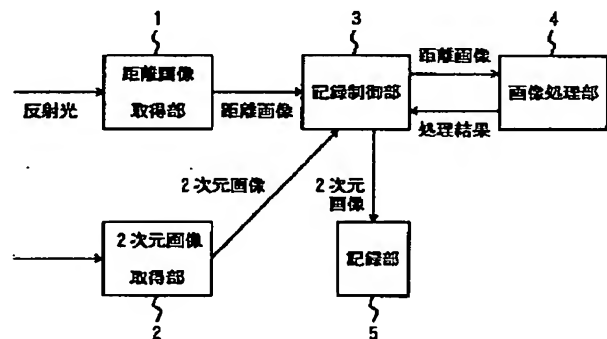 1
3
4
距離画像
取得部
記録制御部
画像処理部
距離画像
処理結果
反射光
距離画像
2次元画像
2次元
画像
2次元画像
取得部
記録部
2
5